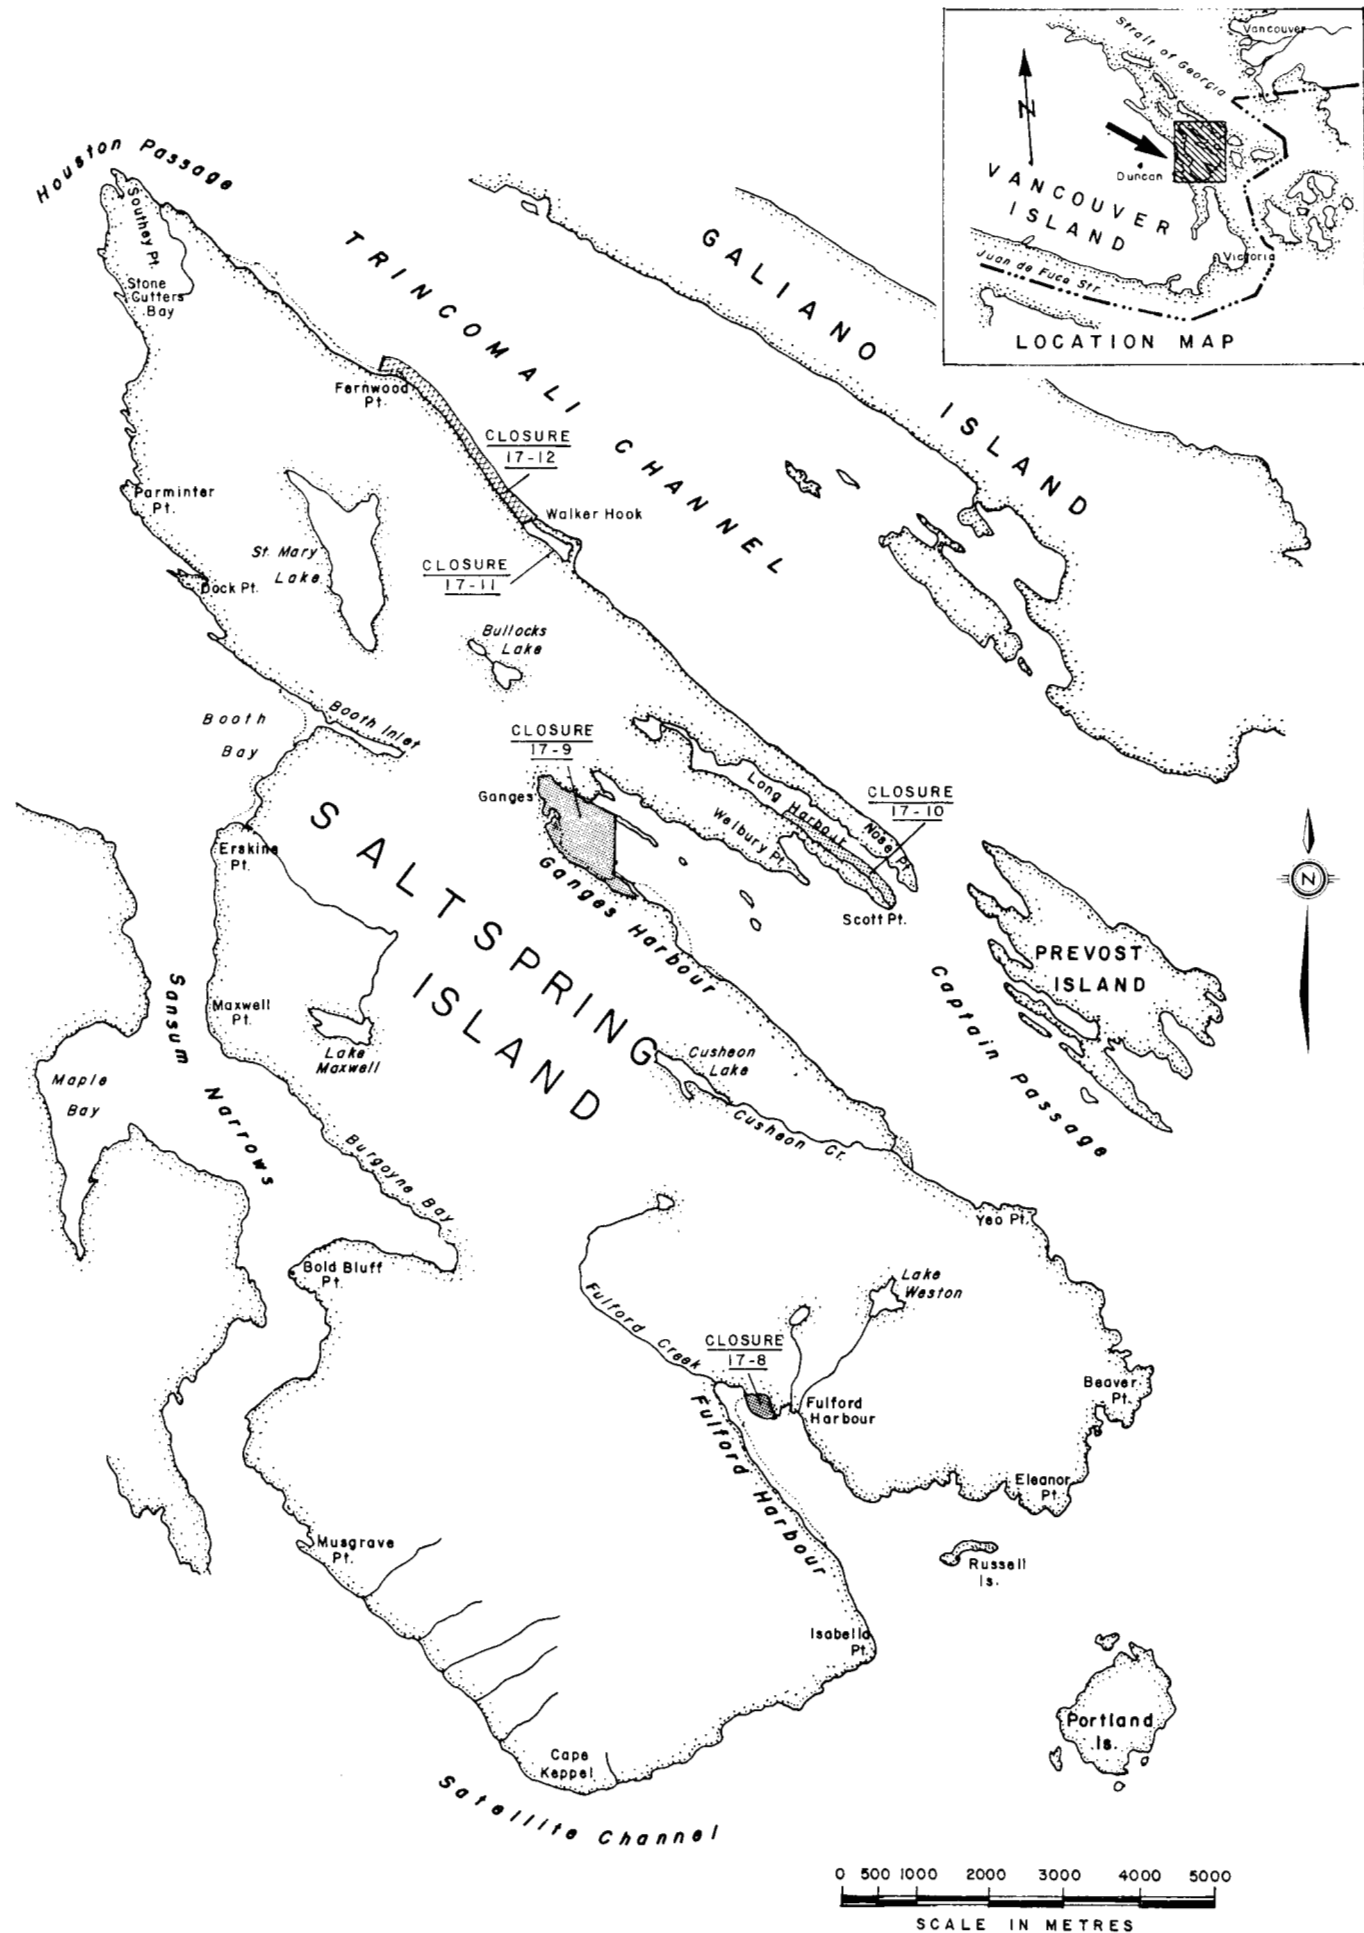 Strait of Georgia
Vancouver
N
Duncan
VANCOUVER
ISLAND
Victoria
Juan de Fuca Str.
LOCATION MAP
Houston Passage
Southey Pt.
Stone
Cutters
Bay
TRINCOMALI CHANNEL
GALIANO ISLAND
Fernwood
Pt.
CLOSURE
17-12
Parminter
Pt.
Walker Hook
St. Mary
Lake
CLOSURE
17-11
Dock Pt.
Bullocks
Lake
Booth
Bay
Booth Inlet
CLOSURE
17-9
Ganges
Long Harbour
Nose Pt.
CLOSURE
17-10
Welbury Pt.
Scott Pt.
Erskine
Pt.
Ganges Harbour
SALTSPRING
ISLAND
N
PREVOST
ISLAND
Captain Passage
Sansum Narrows
Maxwell
Pt.
Lake
Maxwell
Maple
Bay
Cusheon
Lake
Cusheon Cr.
Burgoyne Bay
Yeo Pt.
Bold Bluff
Pt.
Lake
Weston
Fulford Creek
CLOSURE
17-8
Fulford
Harbour
Beaver
Pt.
Fulford Harbour
Eleanor
Pt.
Musgrave
Pt.
Russell
Is.
Isabella
Pt.
Portland
Is.
Cape
Keppel
Satellite Channel
0 500 1000 2000 3000 4000 5000
SCALE IN METRES